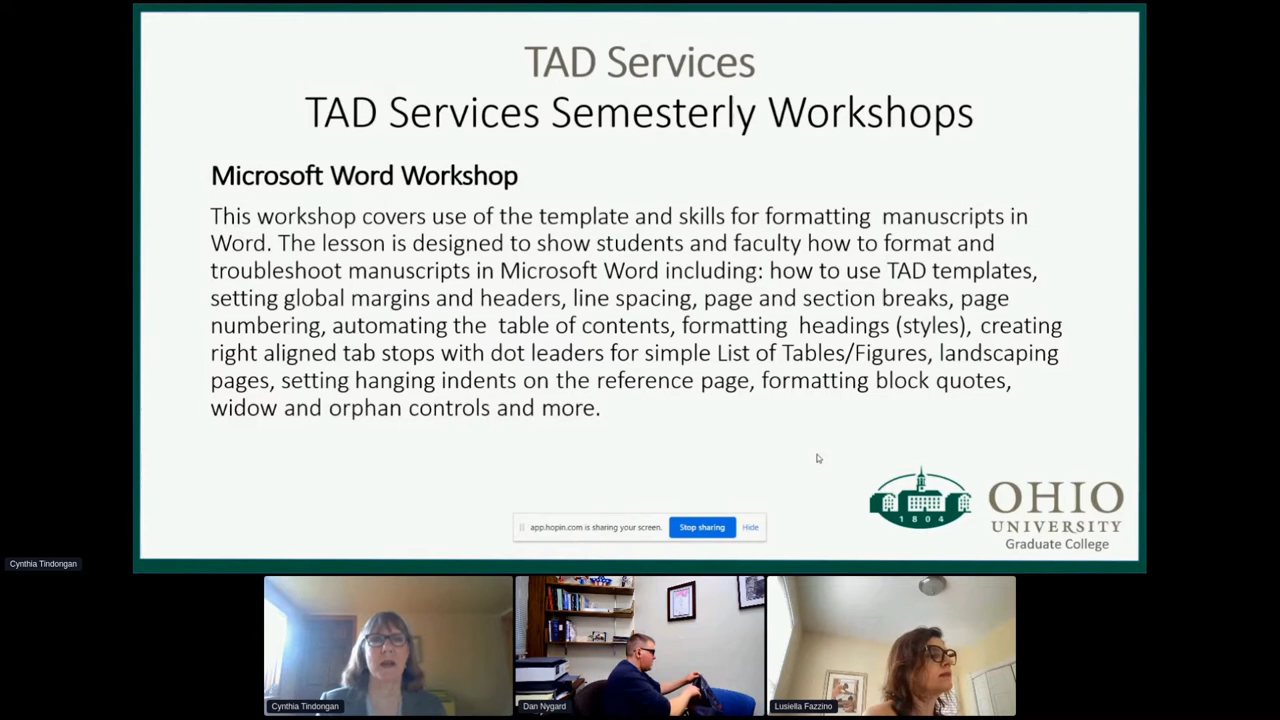 TAD Services
TAD Services Semesterly Workshops
Microsoft Word Workshop
This workshop covers use of the template and skills for formatting manuscripts in
Word. The lesson is designed to show students and faculty how to format and
troubleshoot manuscripts in Microsoft Word including: how to use TAD templates,
setting global margins and headers, line spacing, page and section breaks, page
numbering, automating the table of contents, formatting headings (styles), creating
right aligned tab stops with dot leaders for simple List of Tables/Figures, landscaping
pages, setting hanging indents on the reference page, formatting block quotes,
widow and orphan controls and more.
1804
OHIO
UNIVERSITY
Graduate College
app.hopin.com is sharing your screen. Stop sharing Hide
Cynthia Tindongan
Cynthia Tindongan
Dan Nygard
Lusiella Fazzino